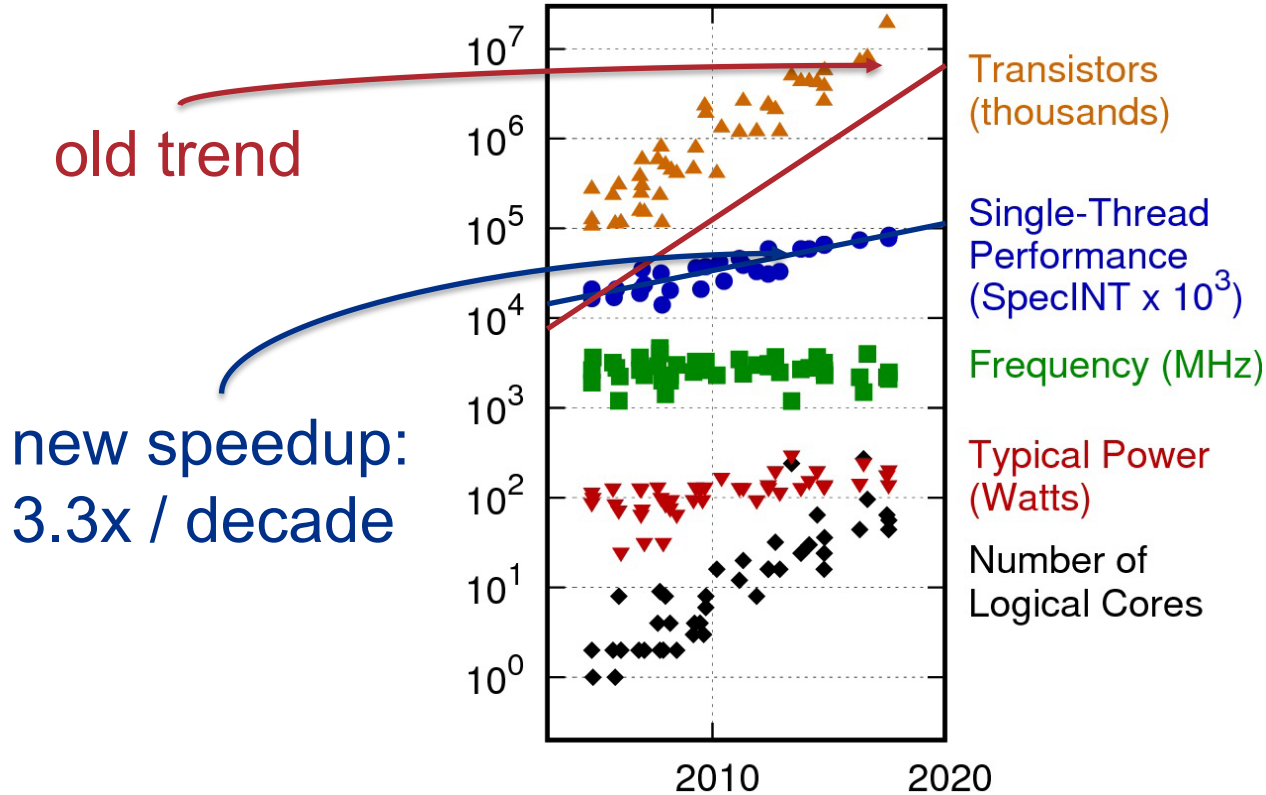 10^7
10^6
10^5
10^4
10^3
10^2
10^1
10^0
2010
2020
old trend
new speedup:
3.3x / decade
Transistors
(thousands)
Single-Thread
Performance
(SpecINT x 10^3)
Frequency (MHz)
Typical Power
(Watts)
Number of
Logical Cores